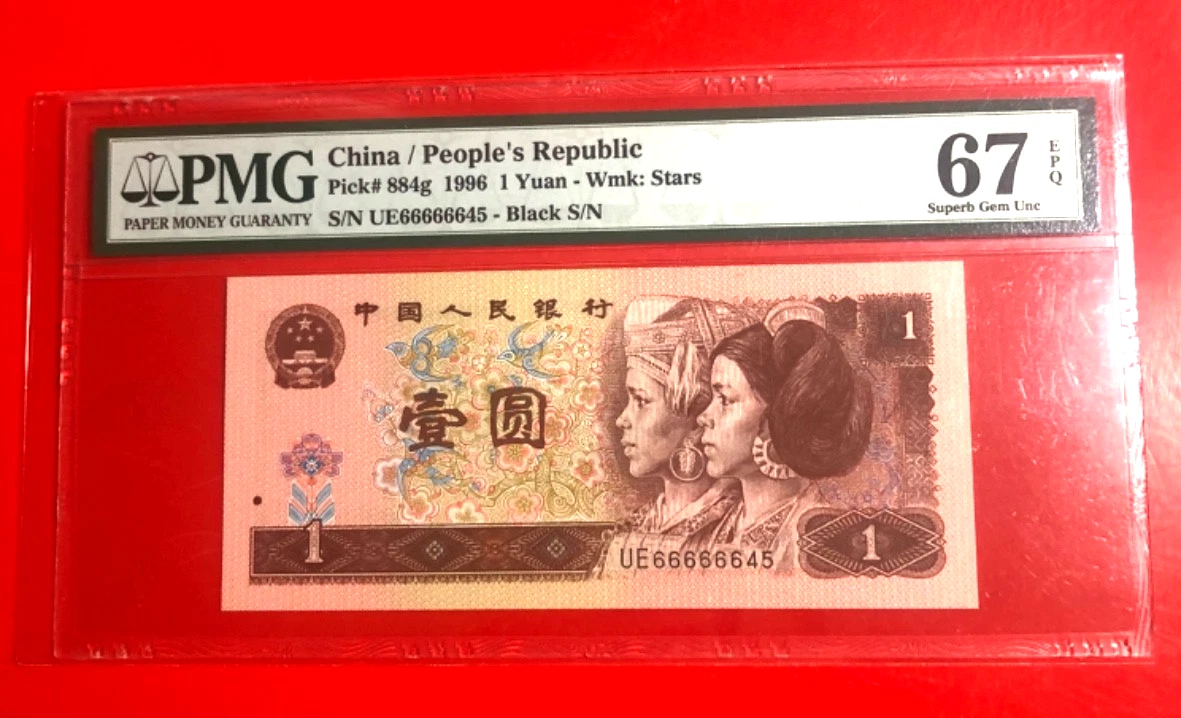 PMG
PAPER MONEY GUARANTY
China / People's Republic
Pick# 884g 1996 1 Yuan - Wmk: Stars
S/N UE66666645 - Black S/N
67
EPQ
Superb Gem Unc
中国人民银行
1
壹圆
1
UE66666645
1